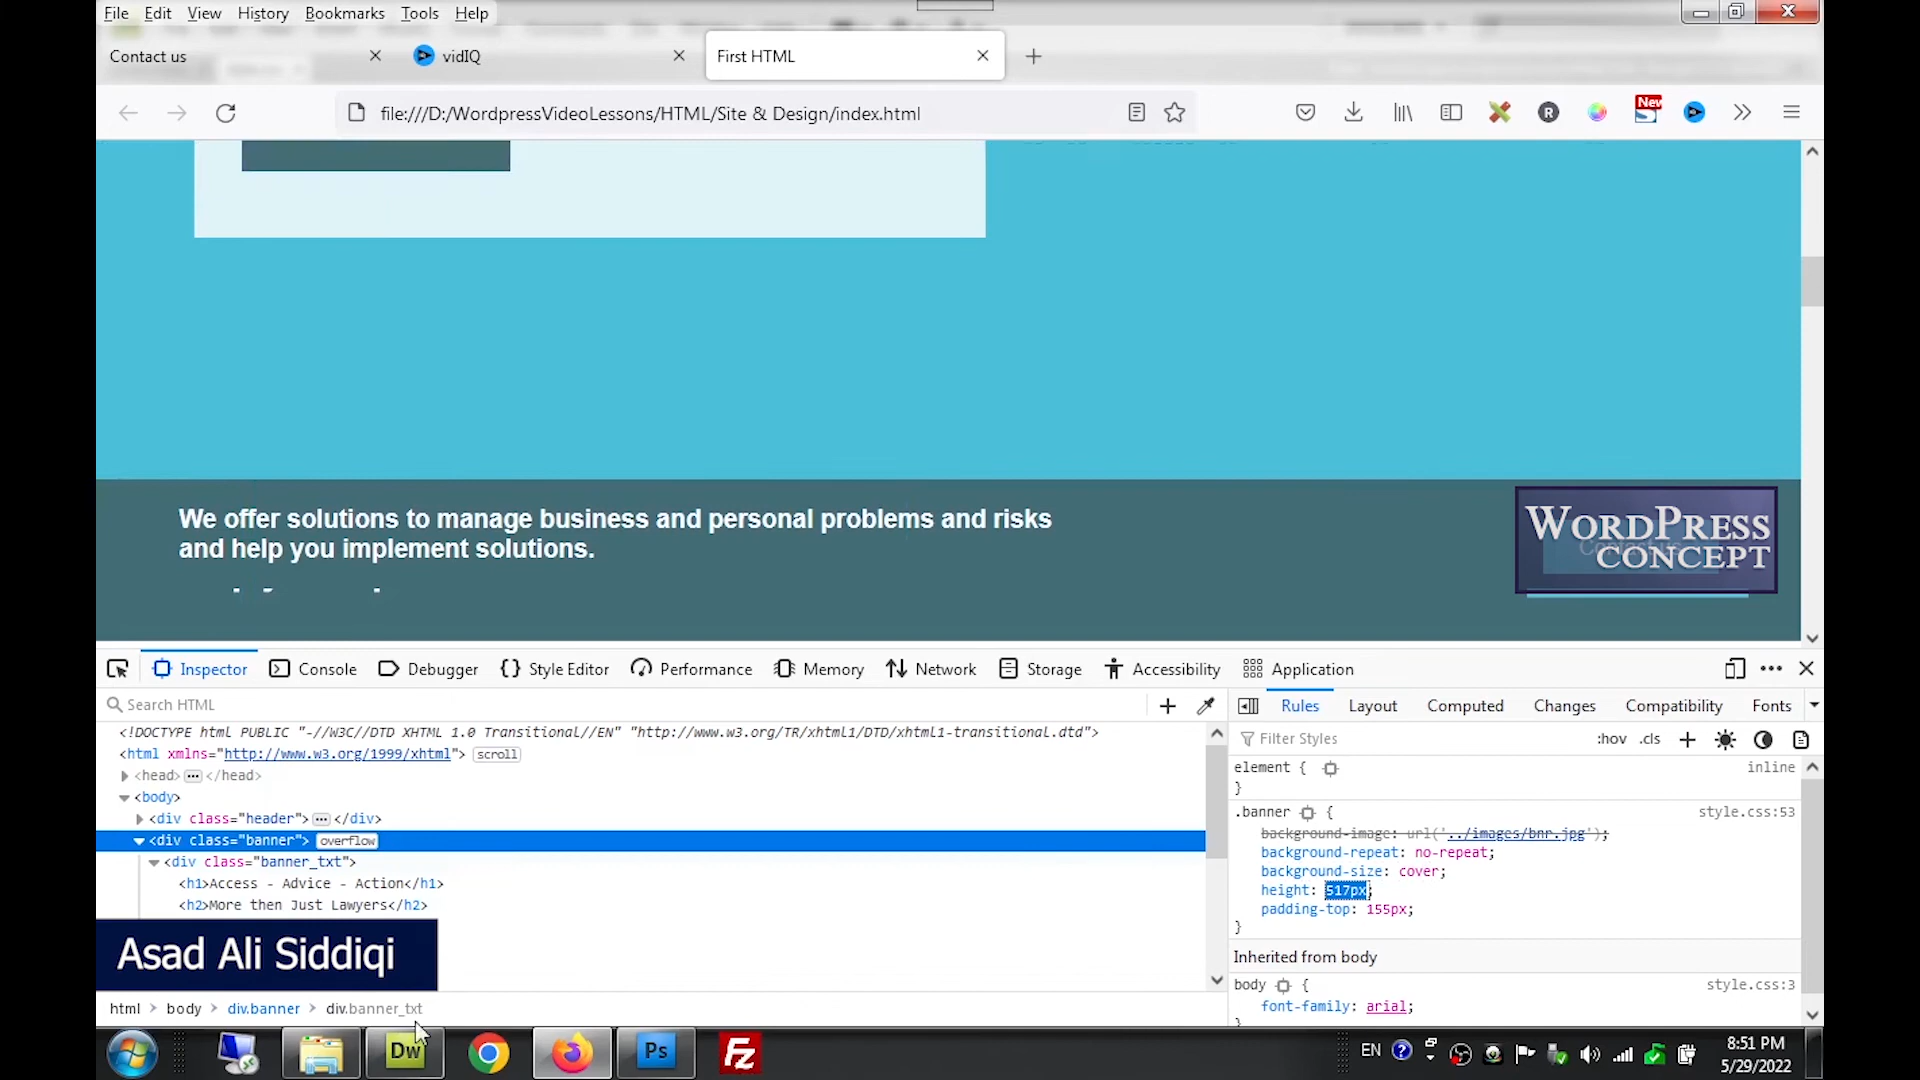 File Edit View History Bookmarks Tools Help
Contact us
vidIQ
First HTML
file:///D:/WordpressVideoLessons/HTML/Site & Design/index.html
R
New
S
We offer solutions to manage business and personal problems and risks
and help you implement solutions.
WORDPRESS
CONCEPT
Contact us
Inspector Console Debugger Style Editor Performance Memory Network Storage Accessibility Application
Search HTML
<!DOCTYPE html PUBLIC "-//W3C//DTD XHTML 1.0 Transitional//EN" "http://www.w3.org/TR/xhtml1/DTD/xhtml1-transitional.dtd">
<html xmlns="http://www.w3.org/1999/xhtml"> scroll
<head> ... </head>
<body>
<div class="header"> ... </div>
<div class="banner"> overflow
<div class="banner_txt">
<h1>Access - Advice - Action</h1>
<h2>More then Just Lawyers</h2>
Asad Ali Siddiqi
html > body > div.banner > div.banner_txt
Rules Layout Computed Changes Compatibility Fonts
Filter Styles :hov .cls
element { inline
}
.banner { style.css:53
background-image: url('../images/bnr.jpg');
background-repeat: no-repeat;
background-size: cover;
height: 517px;
padding-top: 155px;
}
Inherited from body
body { style.css:3
font-family: arial;
}
Dw
Ps
Fz
EN
8:51 PM
5/29/2022